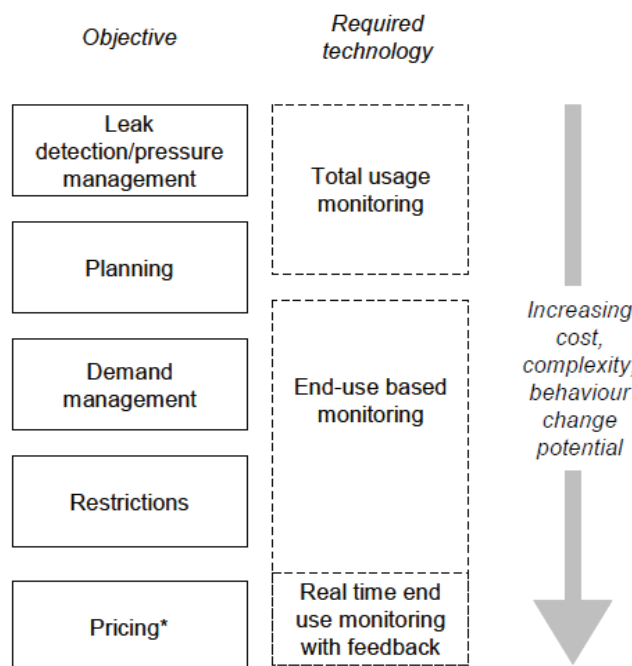 Objective
Required
technology
Leak
detection/pressure
management
Total usage
monitoring
Planning
Increasing
cost,
complexity,
behaviour
change
potential
Demand
management
End-use based
monitoring
Restrictions
Pricing*
Real time end
use monitoring
with feedback